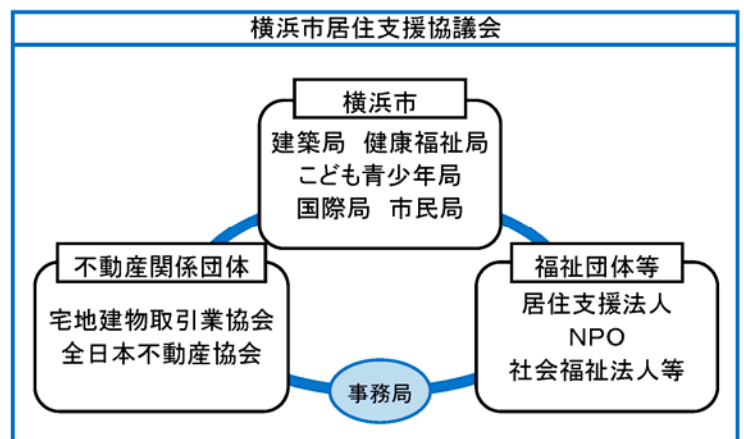 横浜市居住支援協議会
横浜市
建築局 健康福祉局
こども青少年局
国際局 市民局
不動産関係団体
宅地建物取引業協会
全日本不動産協会
福祉団体等
居住支援法人
NPO
社会福祉法人等
事務局